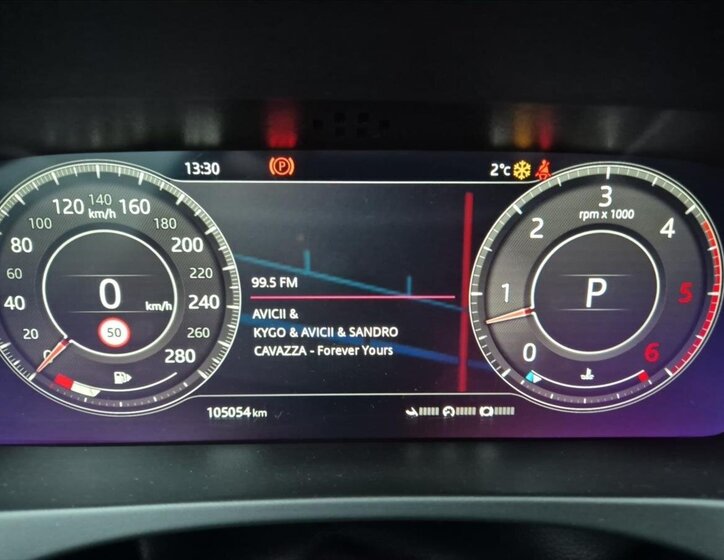 13:30
(P)
2°C
20
40
60
80
100
120
140
km/h
160
180
200
220
240
260
280
0
0
km/h
50
99.5 FM
AVICII &
KYGO & AVICII & SANDRO
CAVAZZA - Forever Yours
105054 km
0
1
2
3
rpm x 1000
4
5
6
P